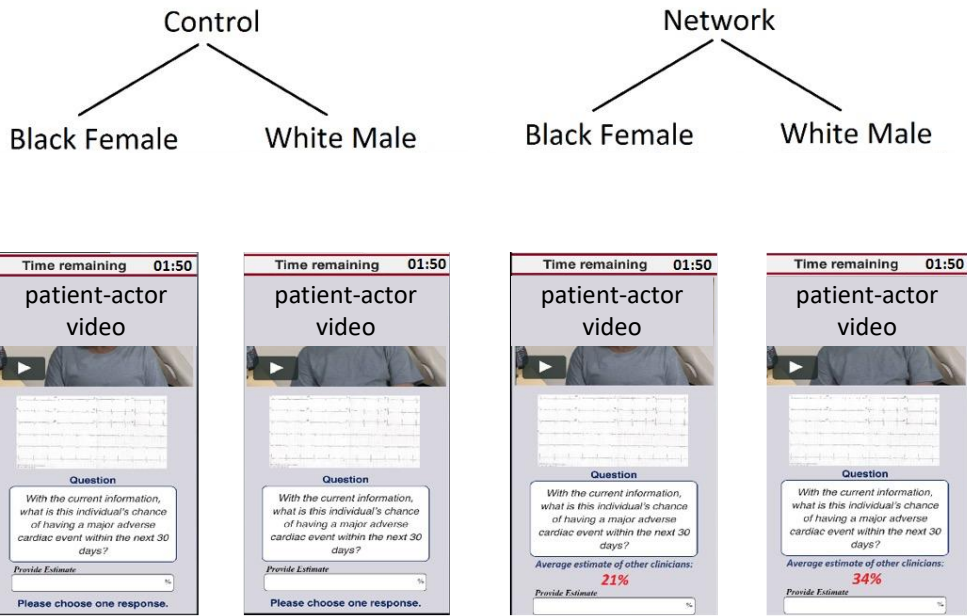 Control
Network
Black Female
White Male
Black Female
White Male
Time remaining 01:50
patient-actor
video
Question
With the current information,
what is this individual's chance
of having a major adverse
cardiac event within the next 30
days?
Provide Estimate
%
Please choose one response.
Time remaining 01:50
patient-actor
video
Question
With the current information,
what is this individual's chance
of having a major adverse
cardiac event within the next 30
days?
Provide Estimate
%
Please choose one response.
Time remaining 01:50
patient-actor
video
Question
With the current information,
what is this individual's chance
of having a major adverse
cardiac event within the next 30
days?
Average estimate of other clinicians:
21%
Provide Estimate
%
Time remaining 01:50
patient-actor
video
Question
With the current information,
what is this individual's chance
of having a major adverse
cardiac event within the next 30
days?
Average estimate of other clinicians:
34%
Provide Estimate
%